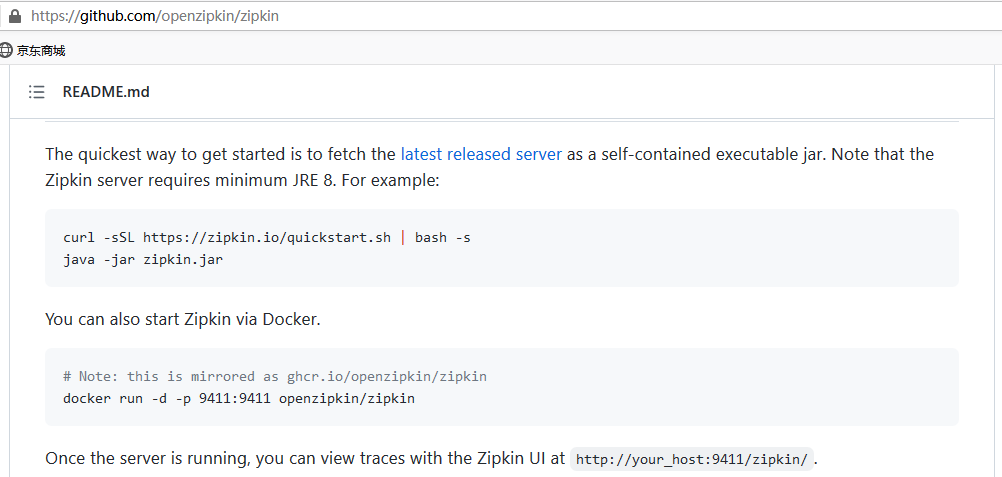 https://github.com/openzipkin/zipkin
京东商城
README.md
The quickest way to get started is to fetch the latest released server as a self-contained executable jar. Note that the
Zipkin server requires minimum JRE 8. For example:
curl -sSL https://zipkin.io/quickstart.sh | bash -s
java -jar zipkin.jar
You can also start Zipkin via Docker.
# Note: this is mirrored as ghcr.io/openzipkin/zipkin
docker run -d -p 9411:9411 openzipkin/zipkin
Once the server is running, you can view traces with the Zipkin UI at http://your_host:9411/zipkin/.